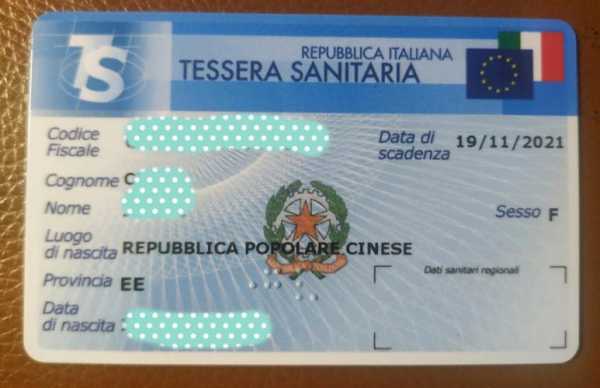 TS
REPUBBLICA ITALIANA
TESSERA SANITARIA
Codice
Fiscale
Data di
scadenza
19/11/2021
Cognome C
Nome
Sesso F
Luogo
di nascita REPUBBLICA POPOLARE CINESE
Provincia EE
Dati sanitari regionali
Data
di nascita